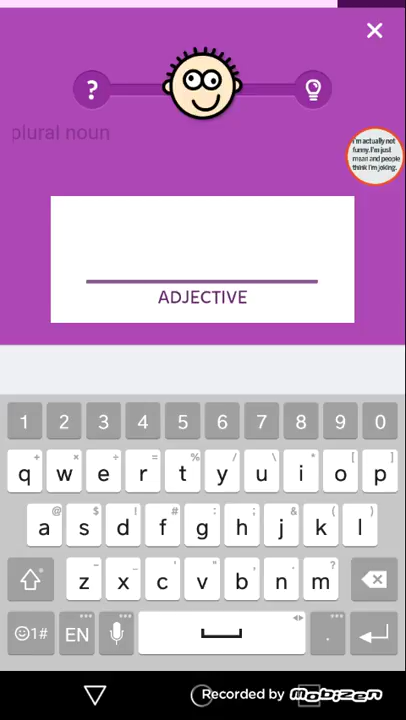 ?
plural noun
I'm actually not
funny. I'm just
mean and people
think I'm joking.
ADJECTIVE
1 2 3 4 5 6 7 8 9 0
+ × ÷ = % / _ * [ ]
q w e r t y u i o p
@ $ ! # : ; & ( )
a s d f g h j k l
z x c v b n m
☺1# EN .
Recorded by mobizen